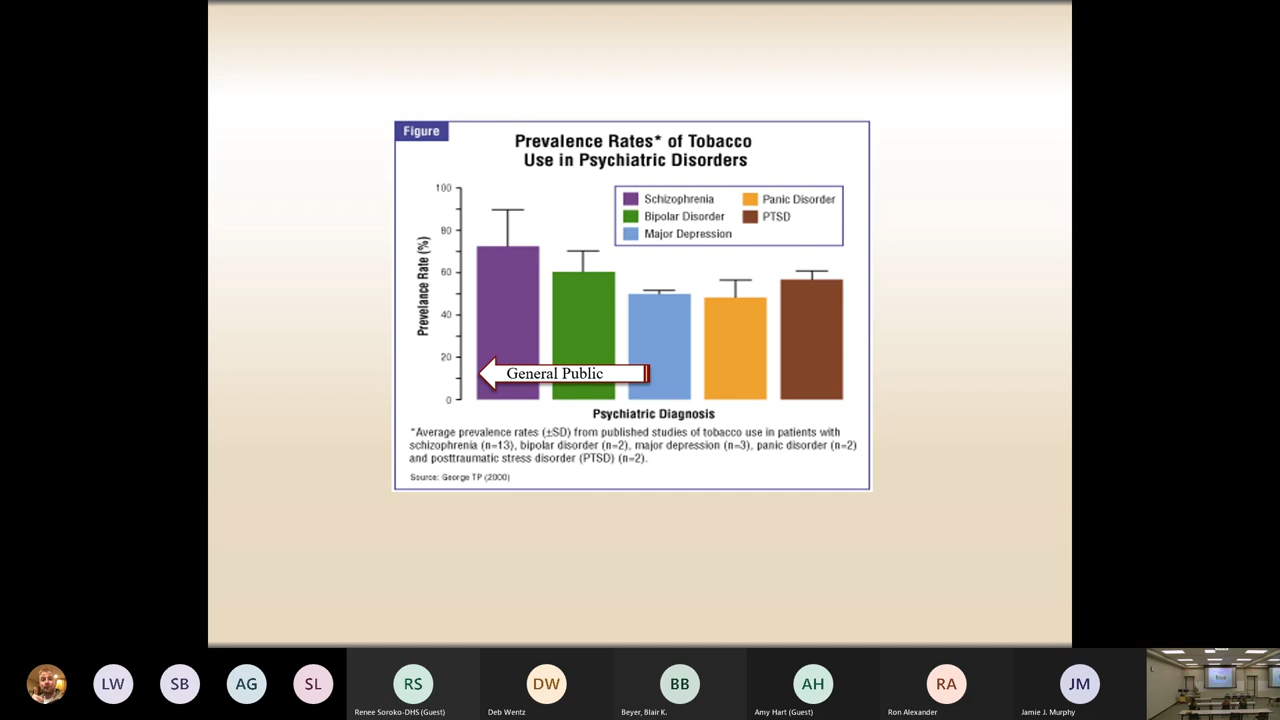 Figure
Prevalence Rates* of Tobacco
Use in Psychiatric Disorders
100
80
60
40
20
0
Prevelance Rate (%)
Schizophrenia
Bipolar Disorder
Major Depression
Panic Disorder
PTSD
General Public
Psychiatric Diagnosis
*Average prevalence rates (±SD) from published studies of tobacco use in patients with
schizophrenia (n=13), bipolar disorder (n=2), major depression (n=3), panic disorder (n=2)
and posttraumatic stress disorder (PTSD) (n=2).
Source: George TP (2000)
LW
SB
AG
SL
RS
DW
BB
AH
RA
JM
Renee Soroko-DHS (Guest)
Deb Wentz
Beyer, Blair K.
Amy Hart (Guest)
Ron Alexander
Jamie J. Murphy